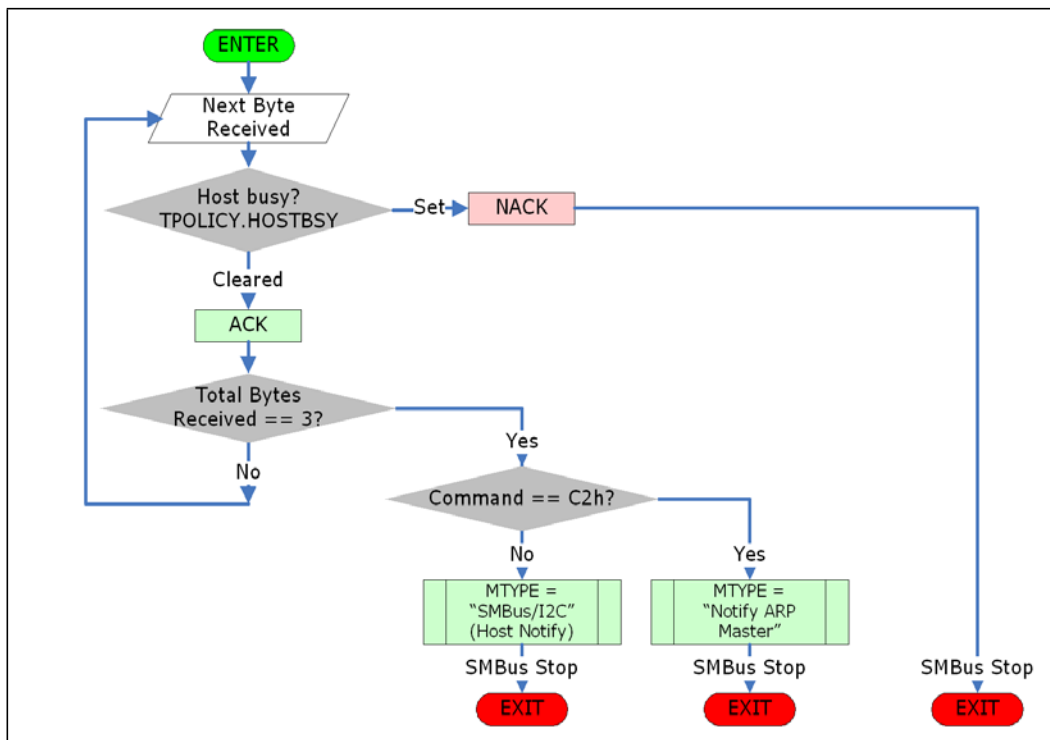 ENTER
Next Byte
Received
Host busy?
TPOLICY.HOSTBSY
Set
NACK
Cleared
ACK
Total Bytes
Received == 3?
Yes
No
Command == C2h?
No
Yes
MTYPE =
“SMBus/I2C”
(Host Notify)
MTYPE =
“Notify ARP
Master”
SMBus Stop
SMBus Stop
SMBus Stop
EXIT
EXIT
EXIT